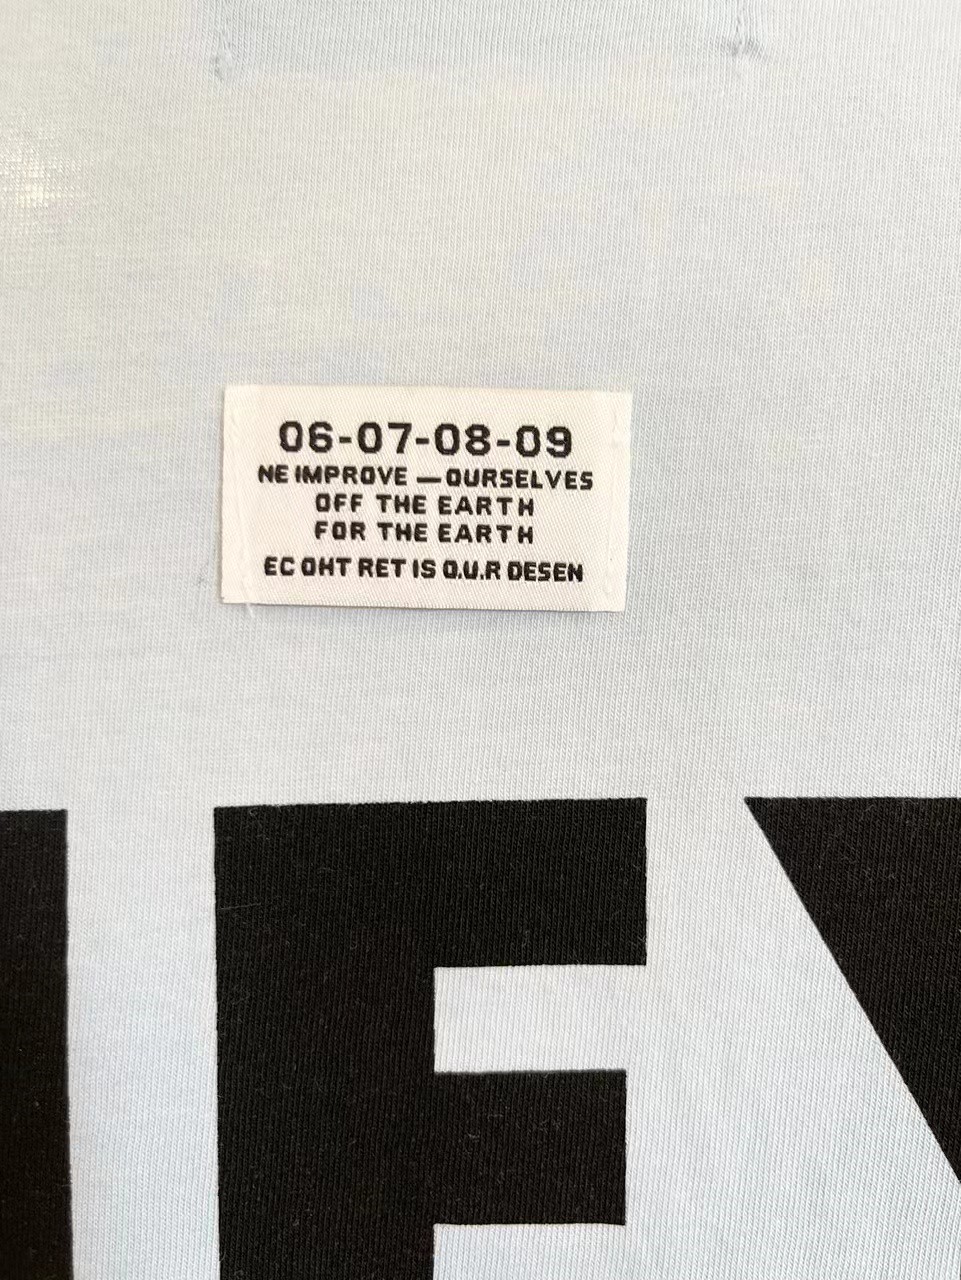 06-07-08-09
NE IMPROVE — OURSELVES
OFF THE EARTH
FOR THE EARTH
EC OHT RET IS O.U.R DESEN